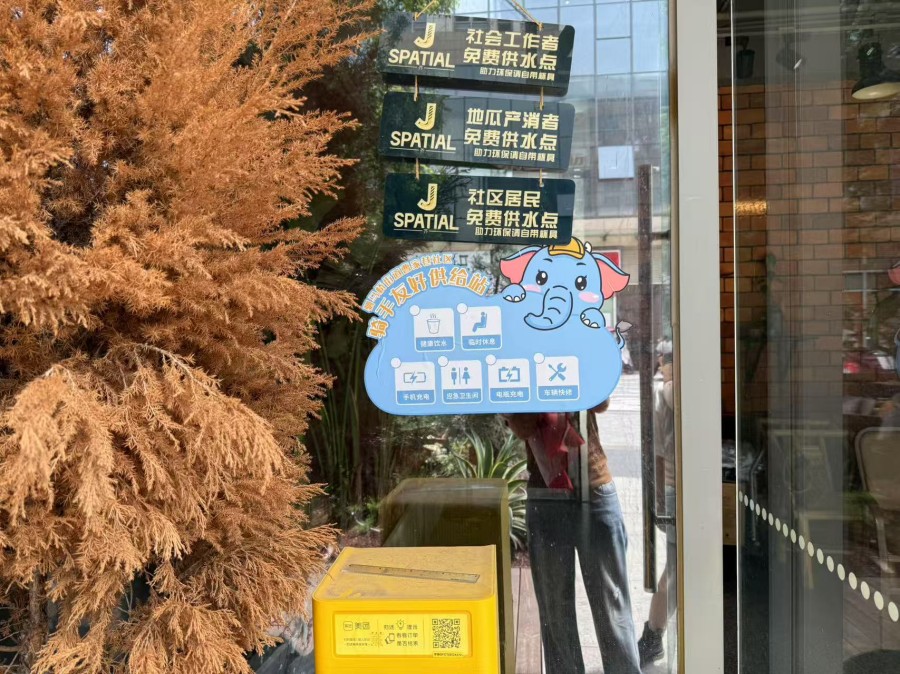 J
SPATIAL
社会工作者
免费供水点
助力环保请自带杯具
J
SPATIAL
地瓜产消者
免费供水点
助力环保请自带杯具
J
SPATIAL
社区居民
免费供水点
助力环保请自带杯具
骑手友好供给站
健康饮水
临时休息
手机充电
应急卫生间
电瓶充电
车辆快修
美团